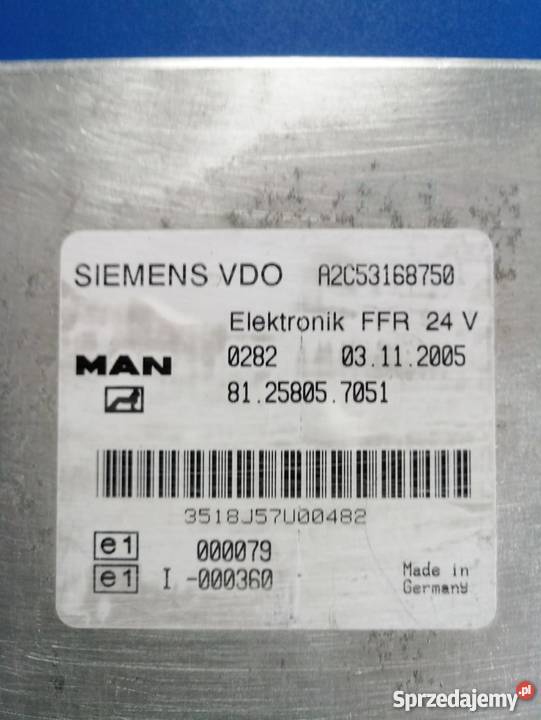 SIEMENS VDO A2C53168750
Elektronik FFR 24 V
MAN 0282 03.11.2005
81.25805.7051
3518J57U00482
e1 000079
e1 I -000360
Made in
Germany
Sprzedajemy.pl